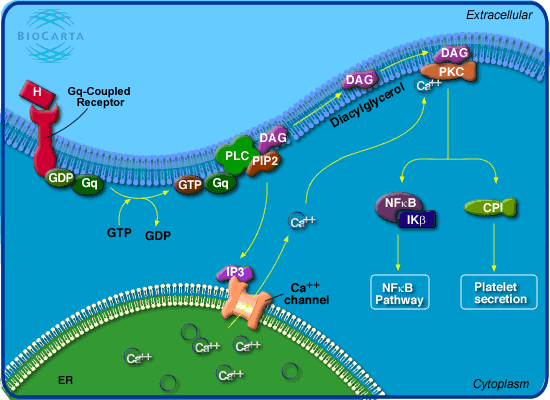 BIOCARTA
Extracellular
H
Gq-Coupled
Receptor
GDP
Gq
GTP
GDP
GTP
Gq
PLC
DAG
PIP2
DAG
Diacylglycerol
DAG
PKC
Ca++
NFκB
IKβ
CPI
NFκB
Pathway
Platelet
secretion
Ca++
IP3
Ca++
channel
Ca++
Ca++
Ca++
Ca++
ER
Cytoplasm